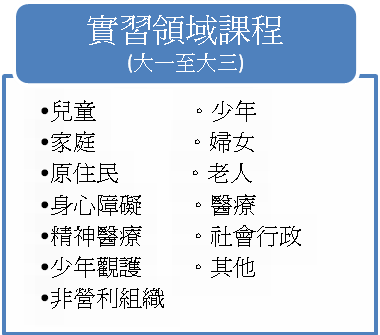 實習領域課程
(大一至大三)
•兒童 。少年
•家庭 。婦女
•原住民 。老人
•身心障礙 。醫療
•精神醫療 。社會行政
•少年觀護 。其他
•非營利組織